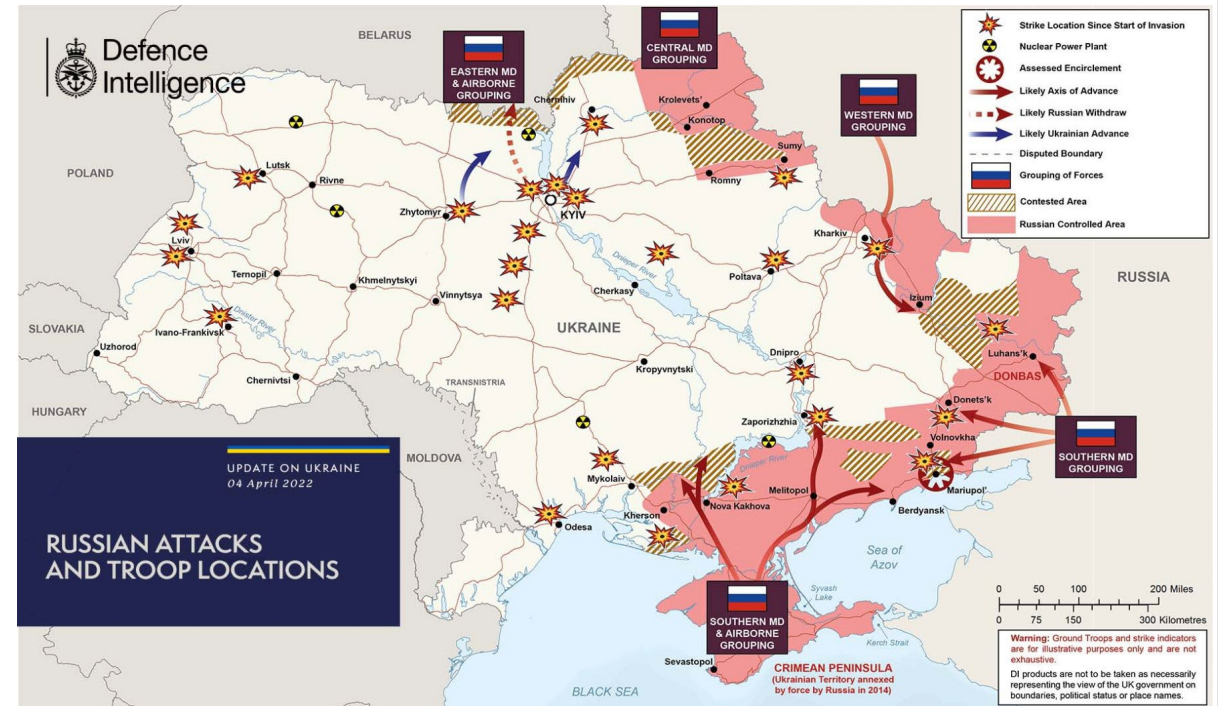 Defence
Intelligence
BELARUS
EASTERN MD
& AIRBORNE
GROUPING
CENTRAL MD
GROUPING
WESTERN MD
GROUPING
Strike Location Since Start of Invasion
Nuclear Power Plant
Assessed Encirclement
Likely Axis of Advance
Likely Russian Withdraw
Likely Ukrainian Advance
Disputed Boundary
Grouping of Forces
Contested Area
Russian Controlled Area
Chernihiv
Krolevets'
Konotop
Sumy
Romny
POLAND
Lutsk
Rivne
Zhytomyr
KYIV
Kharkiv
Lviv
Ternopil
Khmelnytskyi
Vinnytsya
Dnieper River
Cherkasy
Poltava
Izium
RUSSIA
SLOVAKIA
Uzhorod
Ivano-Frankivsk
Dnister River
Chernivtsi
UKRAINE
Kropyvnytski
Dnipro
Luhans'k
DONBAS
HUNGARY
TRANSNISTRIA
Zaporizhzhia
Donets'k
Volnovkha
SOUTHERN MD
GROUPING
MOLDOVA
Mykolaiv
Dnieper River
Melitopol
Mariupol'
Kherson
Nova Kakhova
Berdyansk
Odesa
UPDATE ON UKRAINE
04 April 2022
RUSSIAN ATTACKS
AND TROOP LOCATIONS
Sea of
Azov
Syvash
Lake
SOUTHERN MD
& AIRBORNE
GROUPING
Kerch Strait
Sevastopol
CRIMEAN PENINSULA
(Ukrainian Territory annexed
by force by Russia in 2014)
BLACK SEA
0 50 100 200 Miles
0 75 150 300 Kilometres
Warning: Ground Troops and strike indicators
are for illustrative purposes only and are not
exhaustive.
DI products are not to be taken as necessarily
representing the view of the UK government on
boundaries, political status or place names.